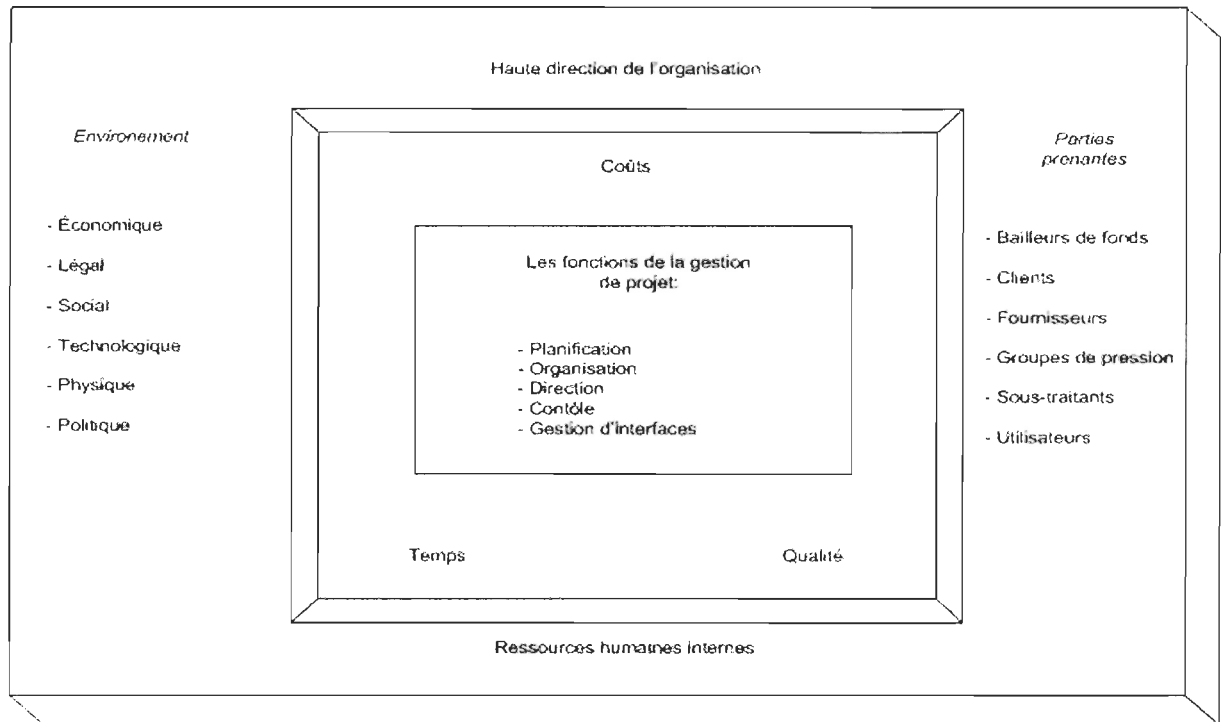 Haute direction de l'organisation
Environement
- Économique
- Légal
- Social
- Technologique
- Physique
- Politique
Coûts
Les fonctions de la gestion
de projet:
- Planification
- Organisation
- Direction
- Contôle
- Gestion d'interfaces
Temps
Qualité
Parties
prenantes
- Bailleurs de fonds
- Clients
- Fournisseurs
- Groupes de pression
- Sous-traitants
- Utilisateurs
Ressources humaines internes